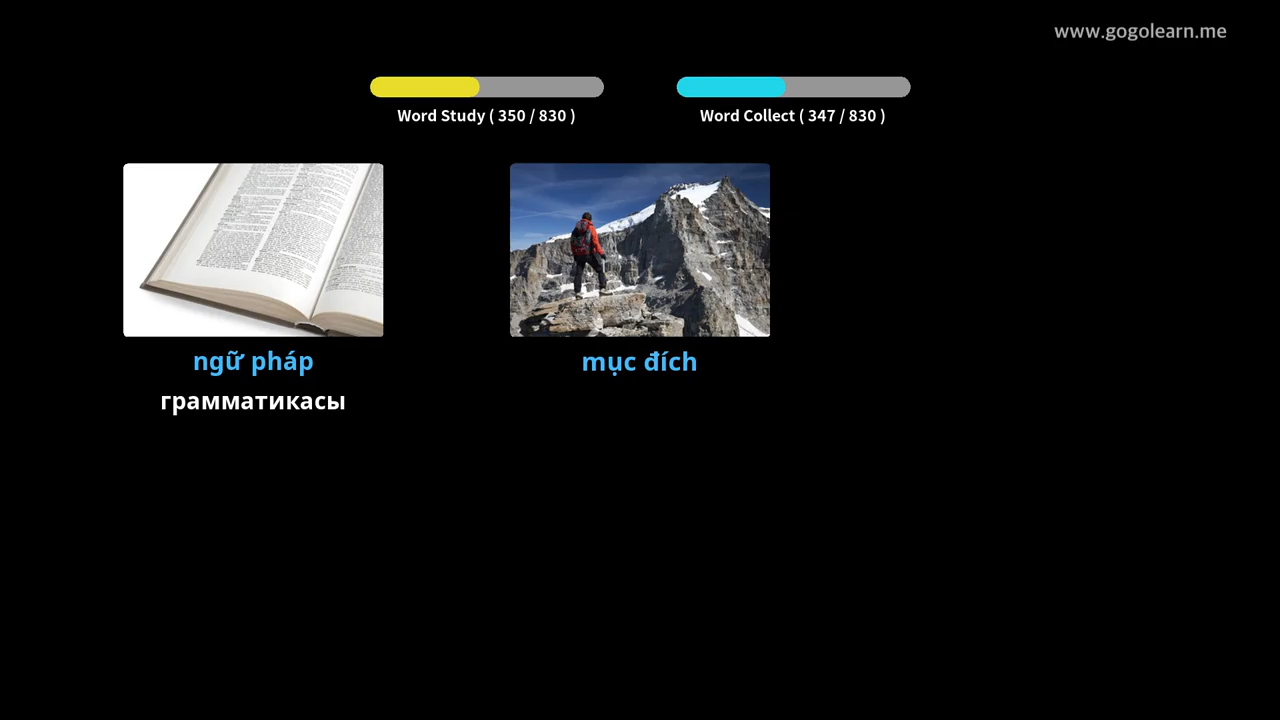 www.gogolearn.me
Word Study ( 350 / 830 )
Word Collect ( 347 / 830 )
ngữ pháp
грамматикасы
mục đích